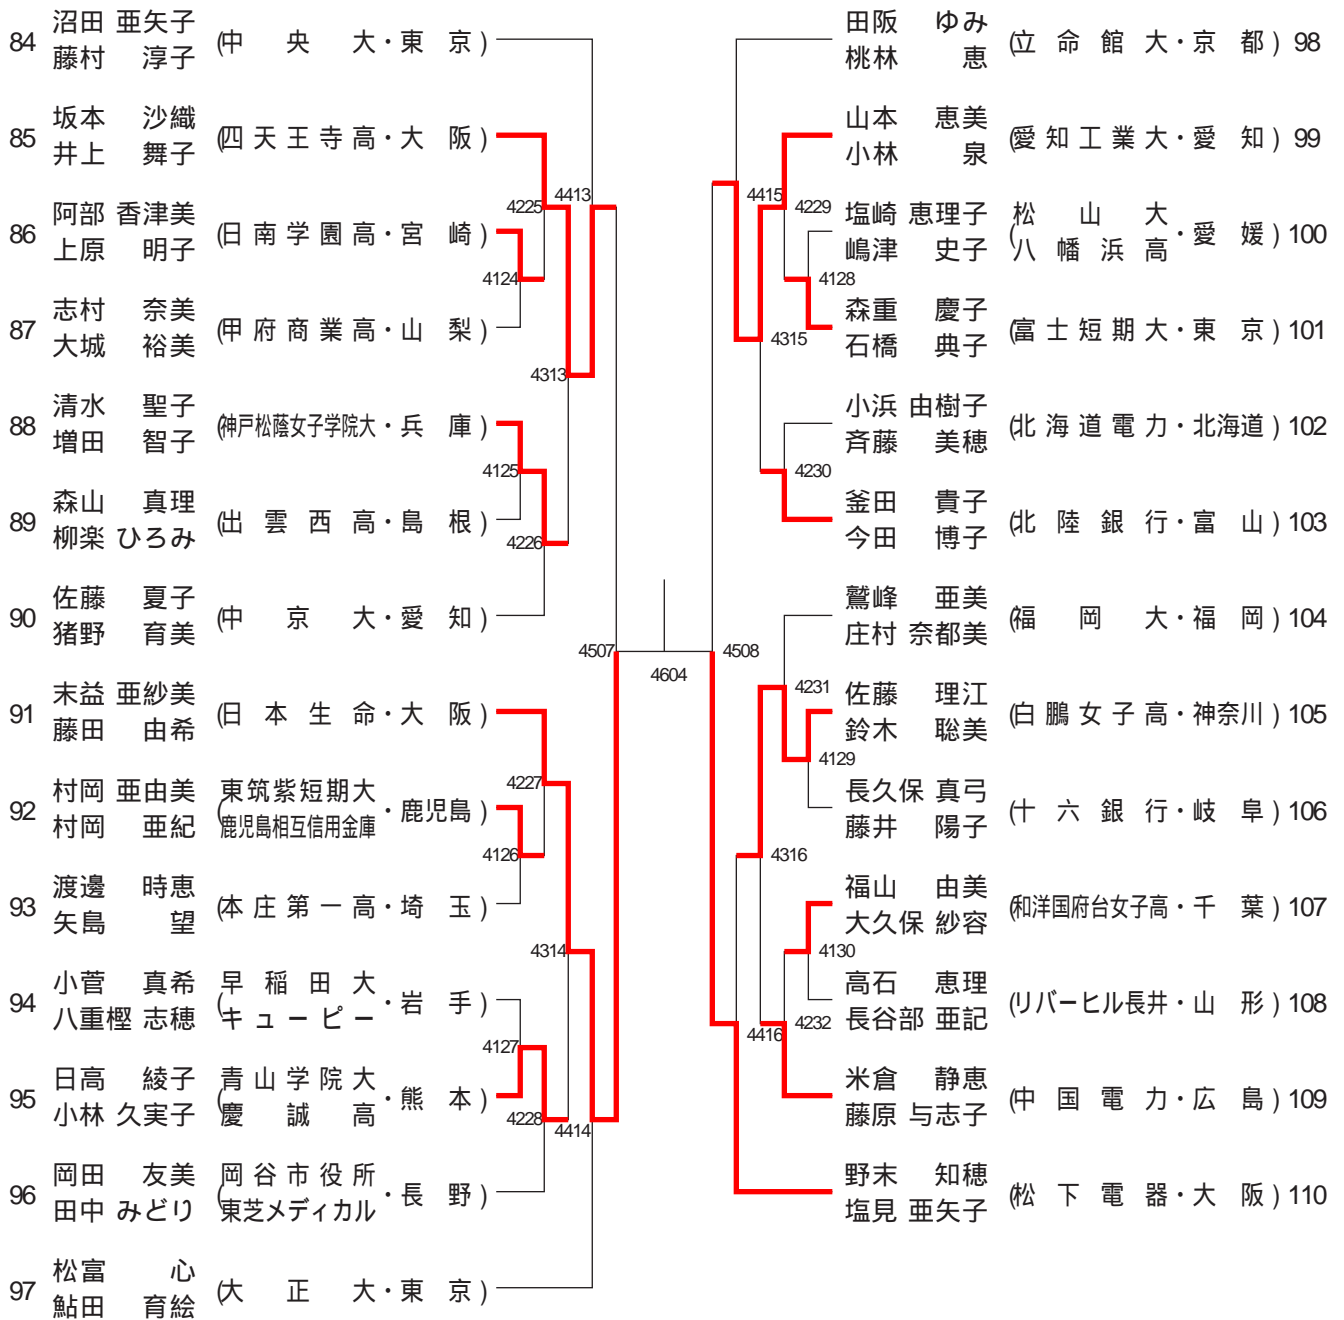 84 沼田 亜矢子 (中央大・東京)
藤村 淳子
85 坂本 沙織 (四天王寺高・大阪)
井上 舞子
86 阿部 香津美 (日南学園高・宮崎)
上原 明子
87 志村 奈美 (甲府商業高・山梨)
大城 裕美
88 清水 聖子 (神戸松蔭女子学院大・兵庫)
増田 智子
89 森山 真理 (出雲西高・島根)
柳楽 ひろみ
90 佐藤 夏子 (中京大・愛知)
猪野 育美
91 末益 亜紗美 (日本生命・大阪)
藤田 由希
92 村岡 亜由美 (東筑紫短期大
村岡 亜紀 鹿児島相互信用金庫・鹿児島)
93 渡邊 時恵 (本庄第一高・埼玉)
矢島 望
94 小菅 真希 (早稲田大
八重樫 志穂 キューピー・岩手)
95 日高 綾子 (青山学院大
小林 久実子 慶誠高・熊本)
96 岡田 友美 (岡谷市役所
田中 みどり 東芝メディカル・長野)
97 松富 心 (大正大・東京)
鮎田 育絵
4413
4225
4124
4313
4125
4226
4507
4227
4126
4314
4127
4228
4414
4604
4508
4415
4229
4128
4315
4230
4231
4129
4316
4130
4232
4416
田阪 ゆみ (立命館大・京都) 98
桃林 恵
山本 恵美 (愛知工業大・愛知) 99
小林 泉
塩崎 恵理子 (松山大
嶋津 史子 八幡浜高・愛媛) 100
森重 慶子 (富士短期大・東京) 101
石橋 典子
小浜 由樹子 (北海道電力・北海道) 102
斉藤 美穂
釜田 貴子 (北陸銀行・富山) 103
今田 博子
鷲峰 亜美 (福岡大・福岡) 104
庄村 奈都美
佐藤 理江 (白鵬女子高・神奈川) 105
鈴木 聡美
長久保 真弓 (十六銀行・岐阜) 106
藤井 陽子
福山 由美 (和洋国府台女子高・千葉) 107
大久保 紗容
高石 恵理 (リバーヒル長井・山形) 108
長谷部 亜記
米倉 静恵 (中国電力・広島) 109
藤原 与志子
野末 知穂 (松下電器・大阪) 110
塩見 亜矢子